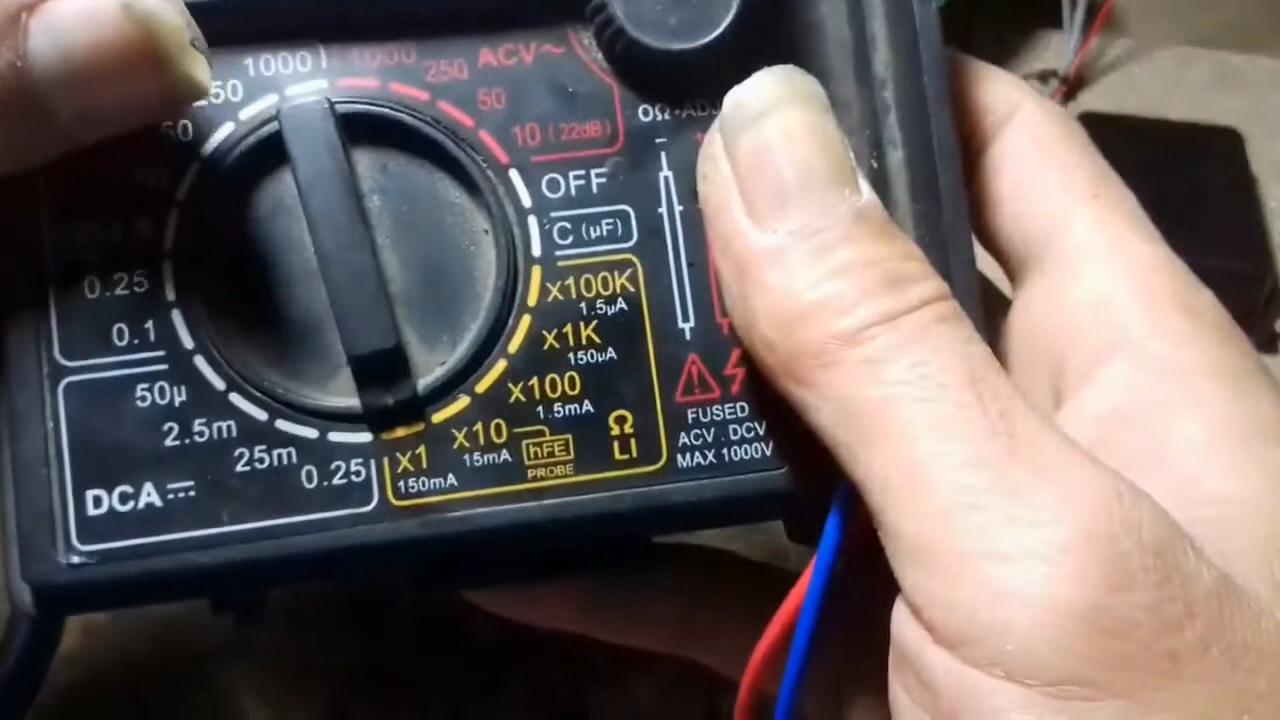 1000
1000
250
ACV~
50
50
10 (22dB)
0Ω·ADJ
OFF
C (µF)
x100K
1.5µA
x1K
150µA
x100
1.5mA
x10
15mA
hFE
PROBE
x1
150mA
Ω
LI
0.25
0.1
50µ
2.5m
25m
0.25
DCA
FUSED
ACV . DCV
MAX 1000V